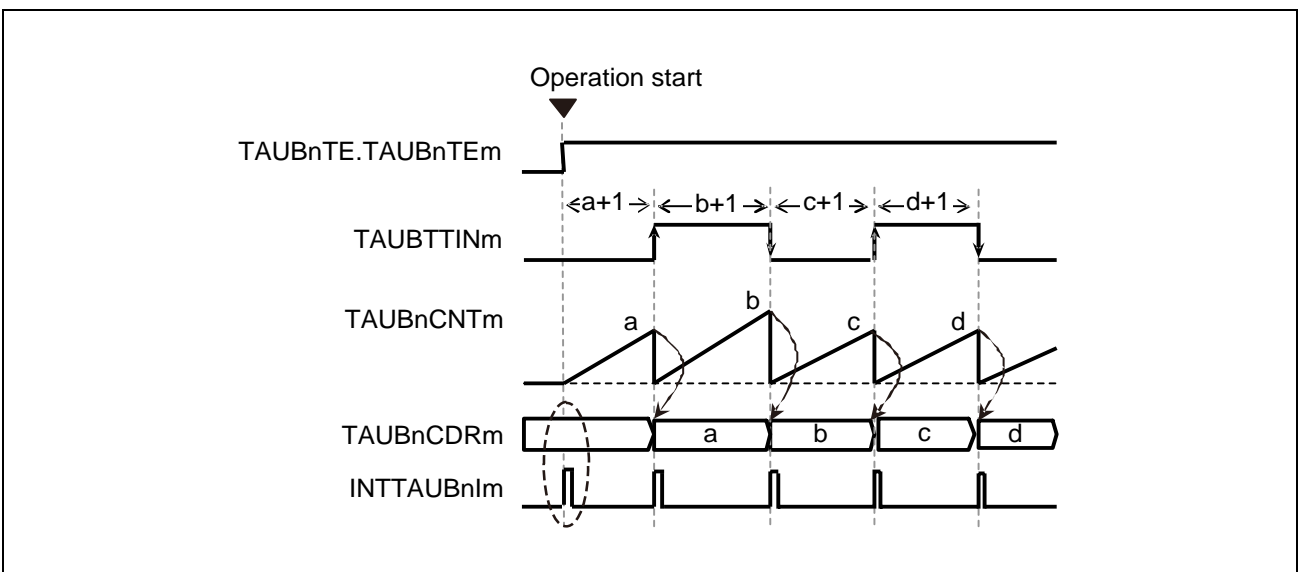 Operation start
TAUBnTE.TAUBnTEm
a+1 b+1 c+1 d+1
TAUBTTINm
TAUBnCNTm
a b c d
TAUBnCDRm
a b c d
INTTAUBnIm